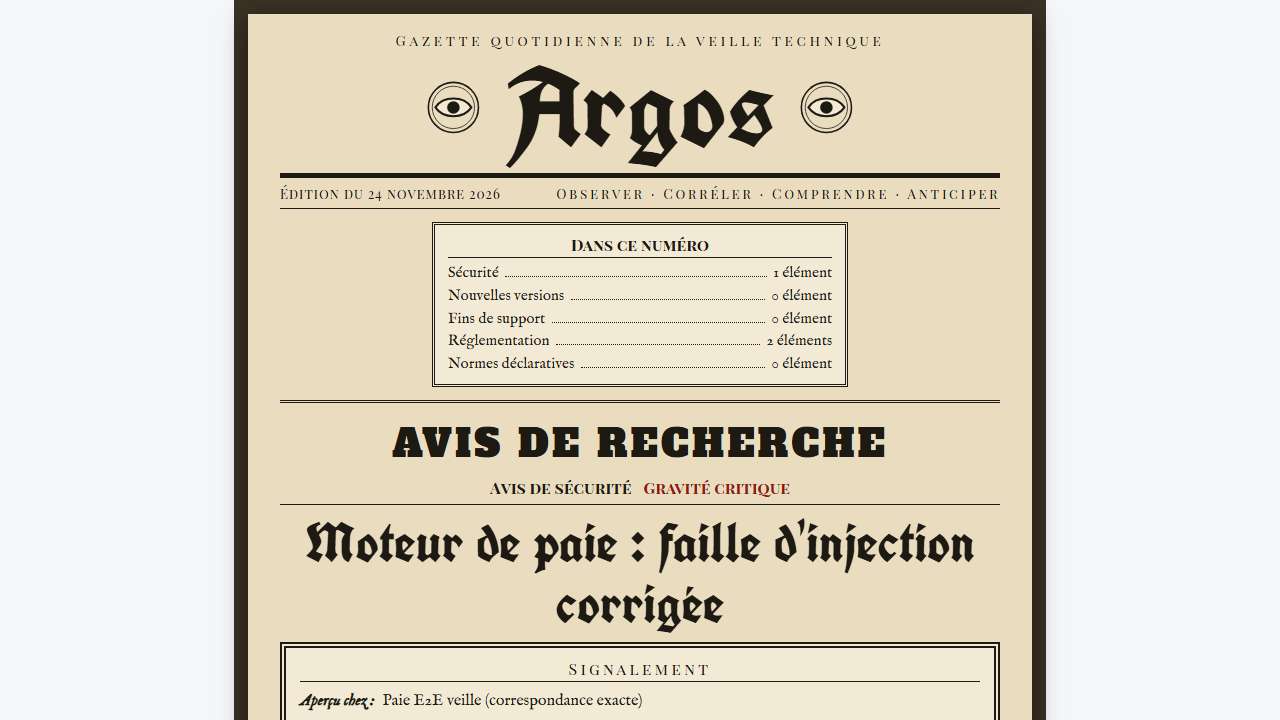 Gazette quotidienne de la veille technique
Argos
Édition du 24 novembre 2026
Observer · Corréler · Comprendre · Anticiper
Dans ce numéro
Sécurité 1 élément
Nouvelles versions 0 élément
Fins de support 0 élément
Réglementation 2 éléments
Normes déclaratives 0 élément
AVIS DE RECHERCHE
Avis de sécurité Gravité critique
Moteur de paie : faille d'injection
corrigée
Signalement
Aperçu chez : Paie E2E veille (correspondance exacte)